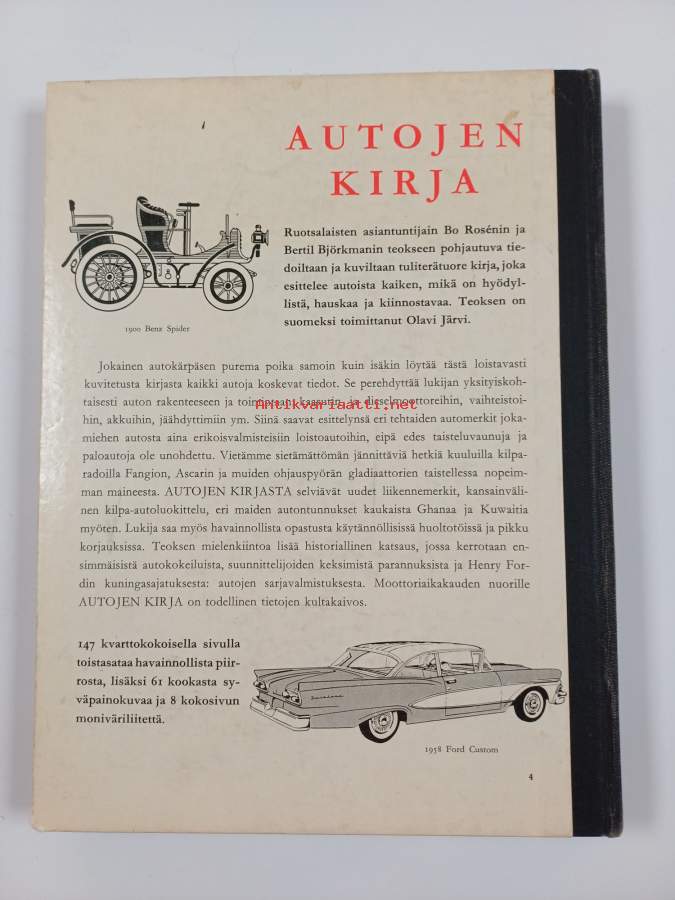 AUTOJEN
KIRJA
Ruotsalaisten asiantuntijain Bo Rosénin ja
Bertil Björkmanin teokseen pohjautuva tie-
doiltaan ja kuviltaan tuliterätuore kirja, joka
esittelee autoista kaiken, mikä on hyödyl-
listä, hauskaa ja kiinnostavaa. Teoksen on
suomeksi toimittanut Olavi Järvi.
1900 Benz Spider
Jokainen autokärpäsen purema poika samoin kuin isäkin löytää tästä loistavasti
kuvitetusta kirjasta kaikki autoja koskevat tiedot. Se perehdyttää lukijan yksityiskoh-
taisesti auton rakenteeseen ja toimintaan, kaasutin- ja dieselmoottoreihin, vaihteistoi-
Antikvariaatti.net
hin, akkuihin, jäähdyttimiin ym. Siinä saavat esittelynsä eri tehtaiden automerkit joka-
miehen autosta aina erikoisvalmisteisiin loistoautoihin, eipä edes taisteluvaunuja ja
paloautoja ole unohdettu. Vietämme sietämättömän jännittäviä hetkiä kuuluilla kilpa-
radoilla Fangion, Ascarin ja muiden ohjauspyörän gladiaattorien taistellessa nopeim-
man maineesta. AUTOJEN KIRJASTA selviävät uudet liikennemerkit, kansainväli-
nen kilpa-autoluokittelu, eri maiden autontunnukset kaukaista Ghanaa ja Kuwaitia
myöten. Lukija saa myös havainnollista opastusta käytännöllisissä huoltotöissä ja pikku
korjauksissa. Teoksen mielenkiintoa lisää historiallinen katsaus, jossa kerrotaan en-
simmäisistä autokokeiluista, suunnittelijoiden keksimistä parannuksista ja Henry For-
din kuningasajatuksesta: autojen sarjavalmistuksesta. Moottoriaikakauden nuorille
AUTOJEN KIRJA on todellinen tietojen kultakaivos.
147 kvarttokokoisella sivulla
toistasataa havainnollista piir-
rosta, lisäksi 61 kookasta sy-
väpainokuvaa ja 8 kokosivun
moniväriliitettä.
1958 Ford Custom
4